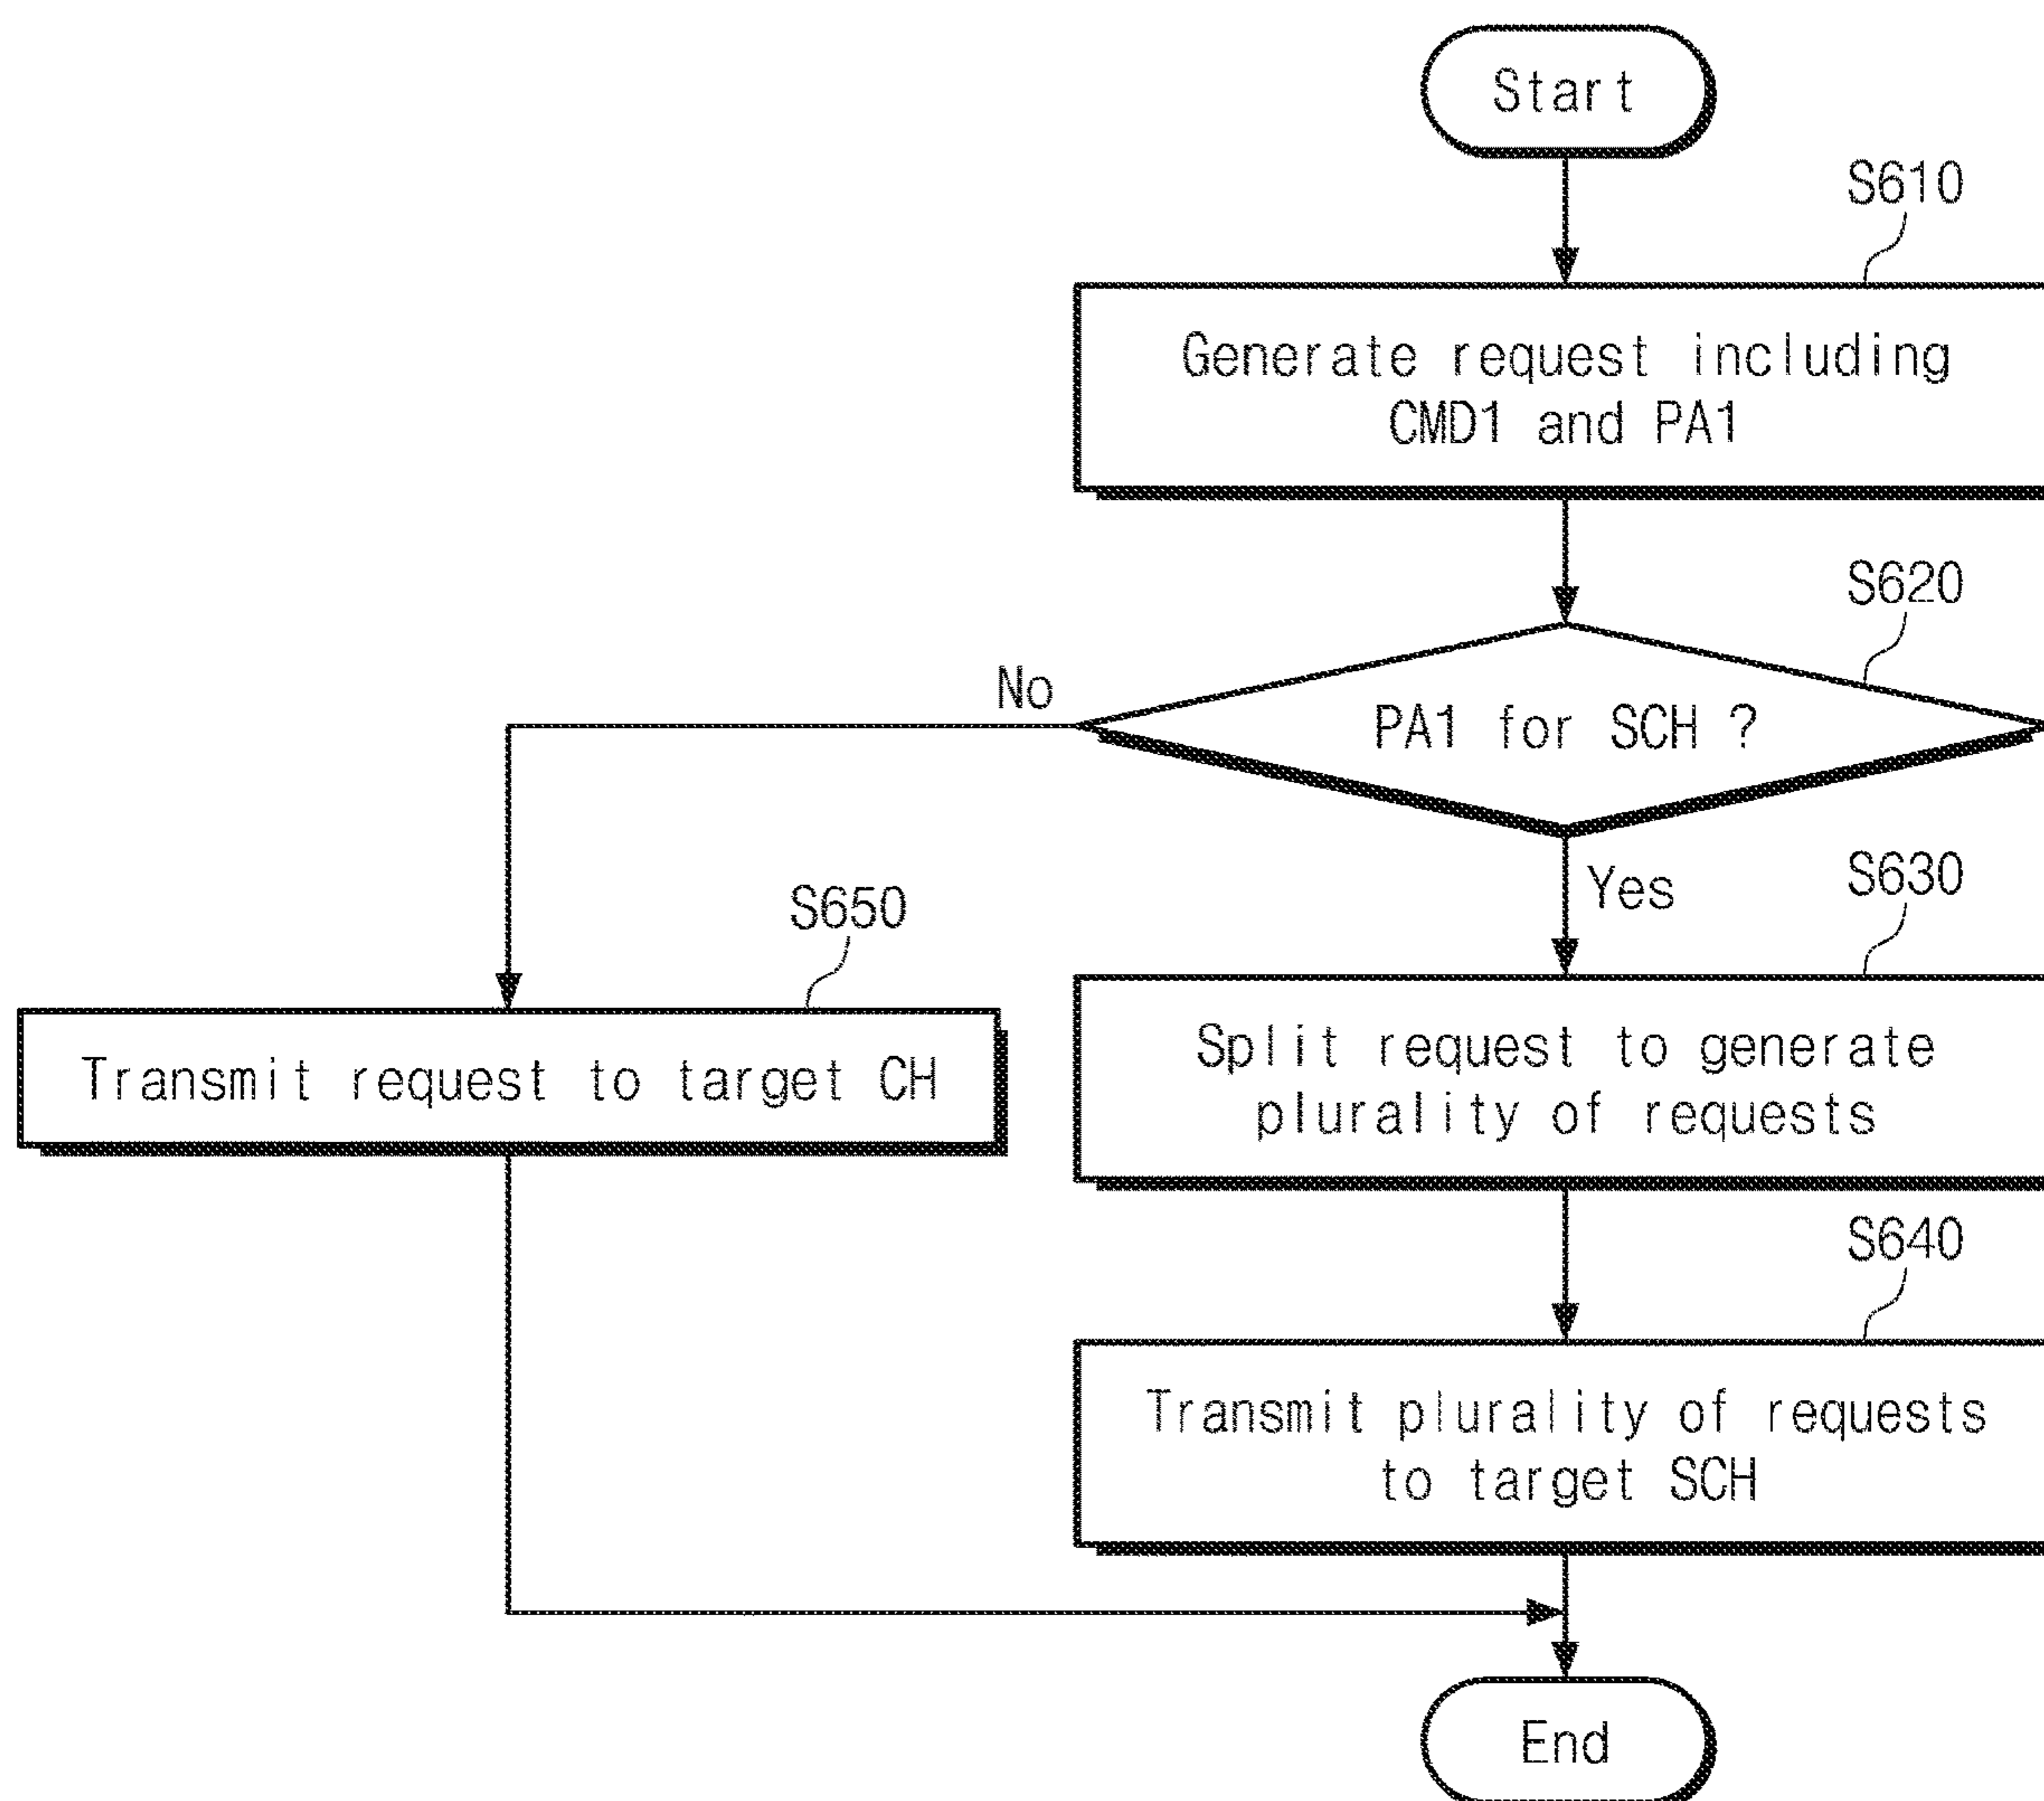 Start
S610
Generate request including
CMD1 and PA1
S620
No
PA1 for SCH ?
Yes
S630
S650
Transmit request to target CH
Split request to generate
plurality of requests
S640
Transmit plurality of requests
to target SCH
End